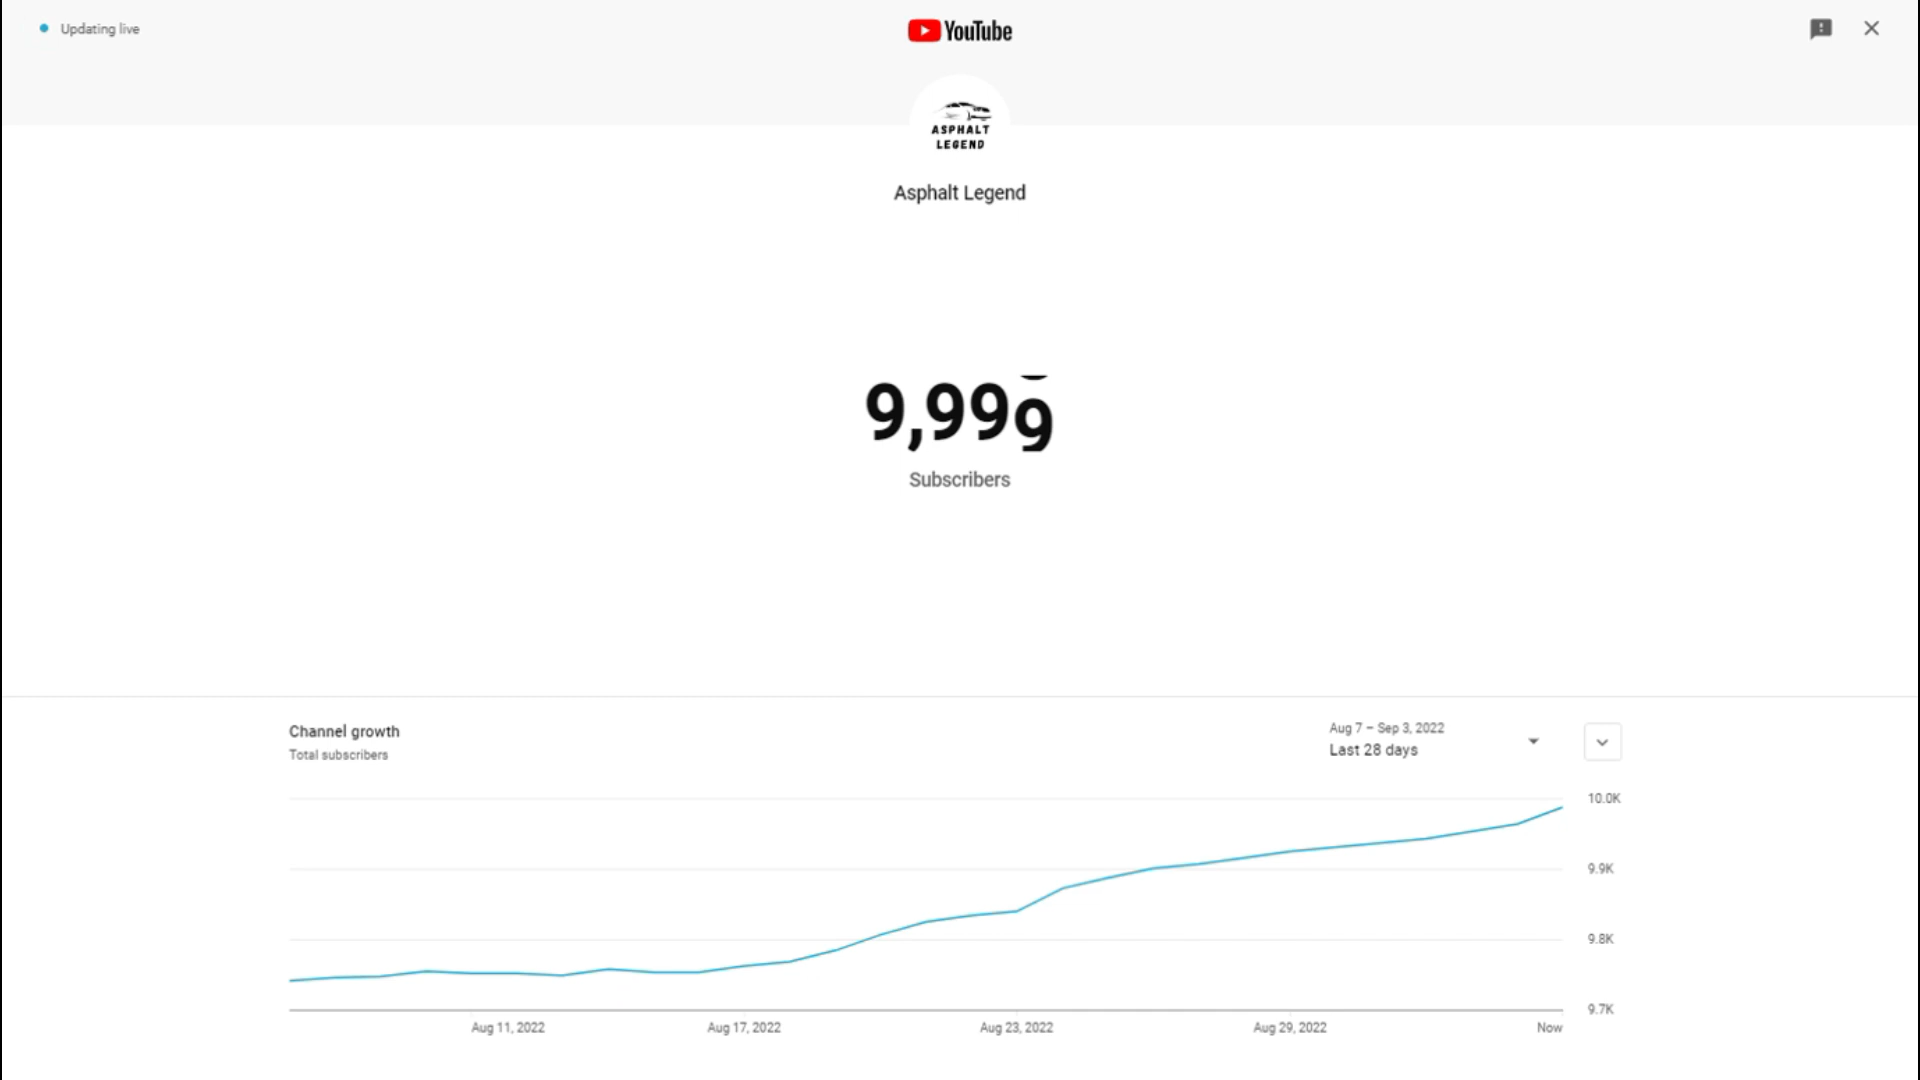 Updating live
YouTube
ASPHALT
LEGEND
Asphalt Legend
9,999
Subscribers
Channel growth
Total subscribers
Aug 7 – Sep 3, 2022
Last 28 days
10.0K
9.9K
9.8K
9.7K
Aug 11, 2022
Aug 17, 2022
Aug 23, 2022
Aug 29, 2022
Now